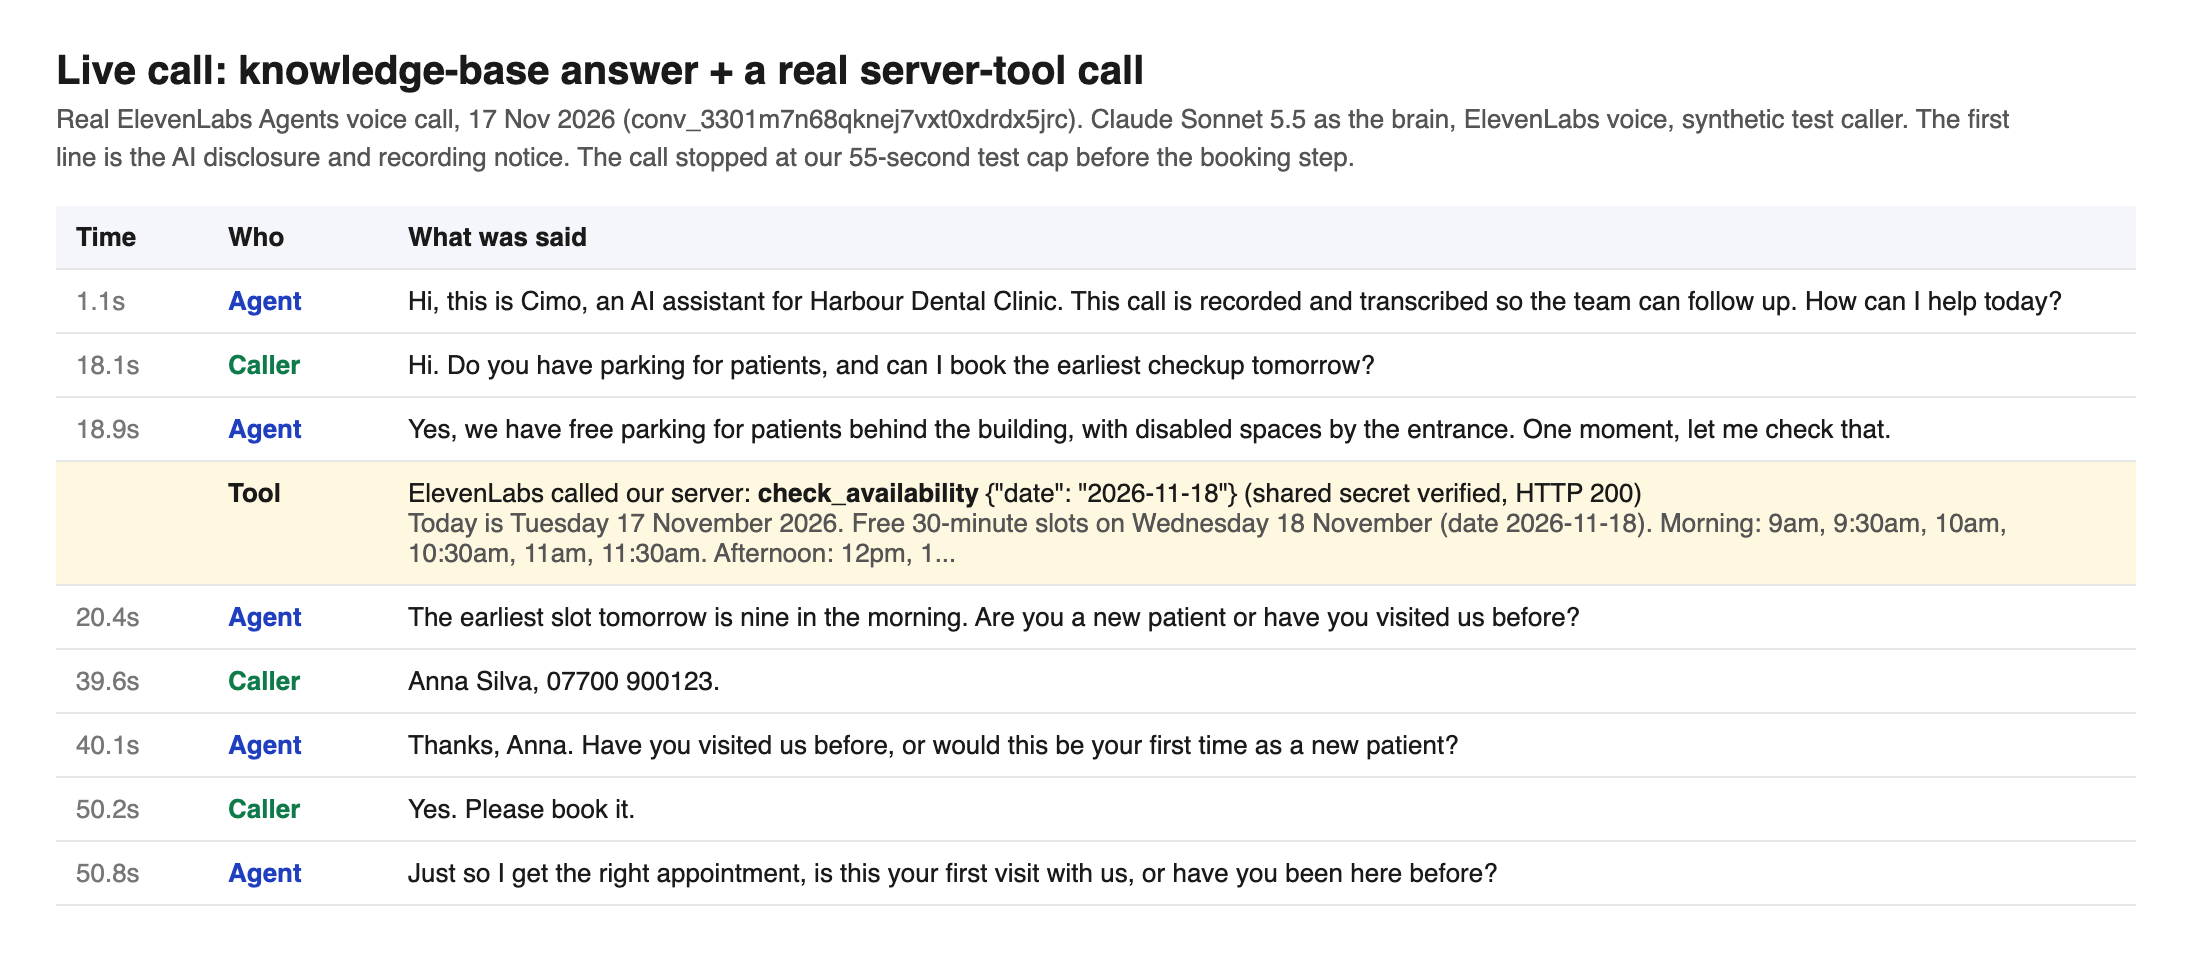 Live call: knowledge-base answer + a real server-tool call
Real ElevenLabs Agents voice call, 17 Nov 2026 (conv_3301m7n68qknej7vxt0xdrdx5jrc). Claude Sonnet 5.5 as the brain, ElevenLabs voice, synthetic test caller. The first
line is the AI disclosure and recording notice. The call stopped at our 55-second test cap before the booking step.
Time Who What was said
1.1s Agent Hi, this is Cimo, an AI assistant for Harbour Dental Clinic. This call is recorded and transcribed so the team can follow up. How can I help today?
18.1s Caller Hi. Do you have parking for patients, and can I book the earliest checkup tomorrow?
18.9s Agent Yes, we have free parking for patients behind the building, with disabled spaces by the entrance. One moment, let me check that.
Tool ElevenLabs called our server: check_availability {"date": "2026-11-18"} (shared secret verified, HTTP 200)
Today is Tuesday 17 November 2026. Free 30-minute slots on Wednesday 18 November (date 2026-11-18). Morning: 9am, 9:30am, 10am,
10:30am, 11am, 11:30am. Afternoon: 12pm, 1...
20.4s Agent The earliest slot tomorrow is nine in the morning. Are you a new patient or have you visited us before?
39.6s Caller Anna Silva, 07700 900123.
40.1s Agent Thanks, Anna. Have you visited us before, or would this be your first time as a new patient?
50.2s Caller Yes. Please book it.
50.8s Agent Just so I get the right appointment, is this your first visit with us, or have you been here before?